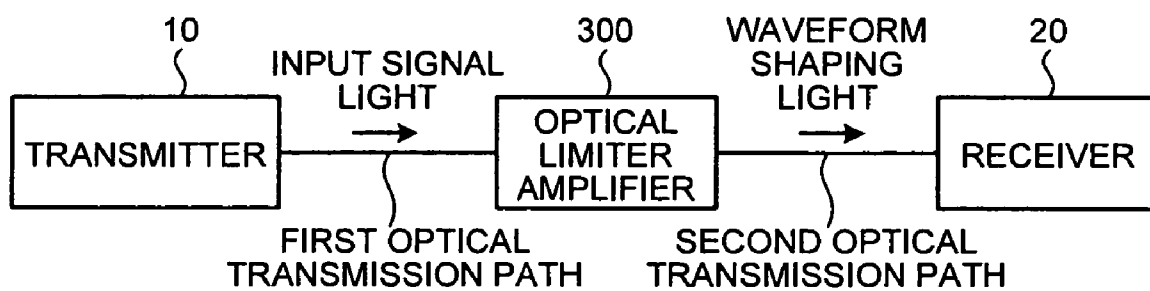 10
300
WAVEFORM
SHAPING
LIGHT
20
INPUT SIGNAL
LIGHT
TRANSMITTER
OPTICAL
LIMITER
AMPLIFIER
RECEIVER
FIRST OPTICAL
TRANSMISSION PATH
SECOND OPTICAL
TRANSMISSION PATH